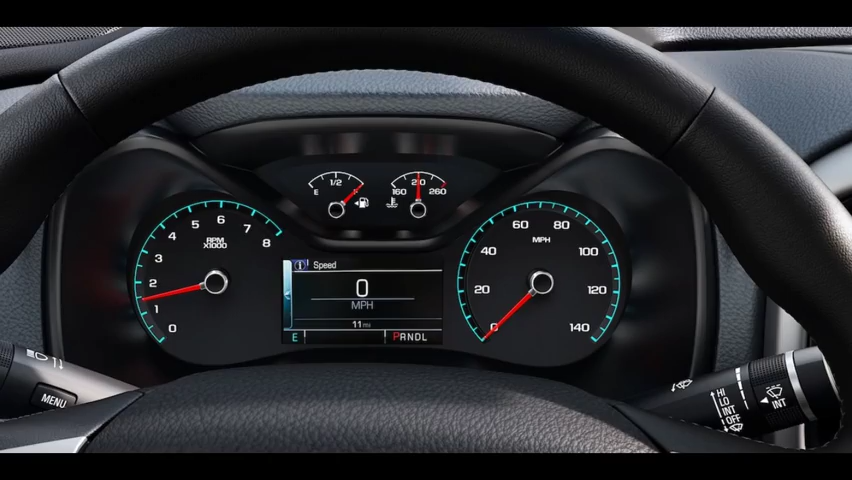 E 1/2 F
160 210 260
0 1 2 3 4 5 6 7 8
RPM
X1000
Speed
0
MPH
11 mi
E PRNDL
0 20 40 60 80 100 120 140
MPH
MENU
HI
LO
INT
OFF
INT